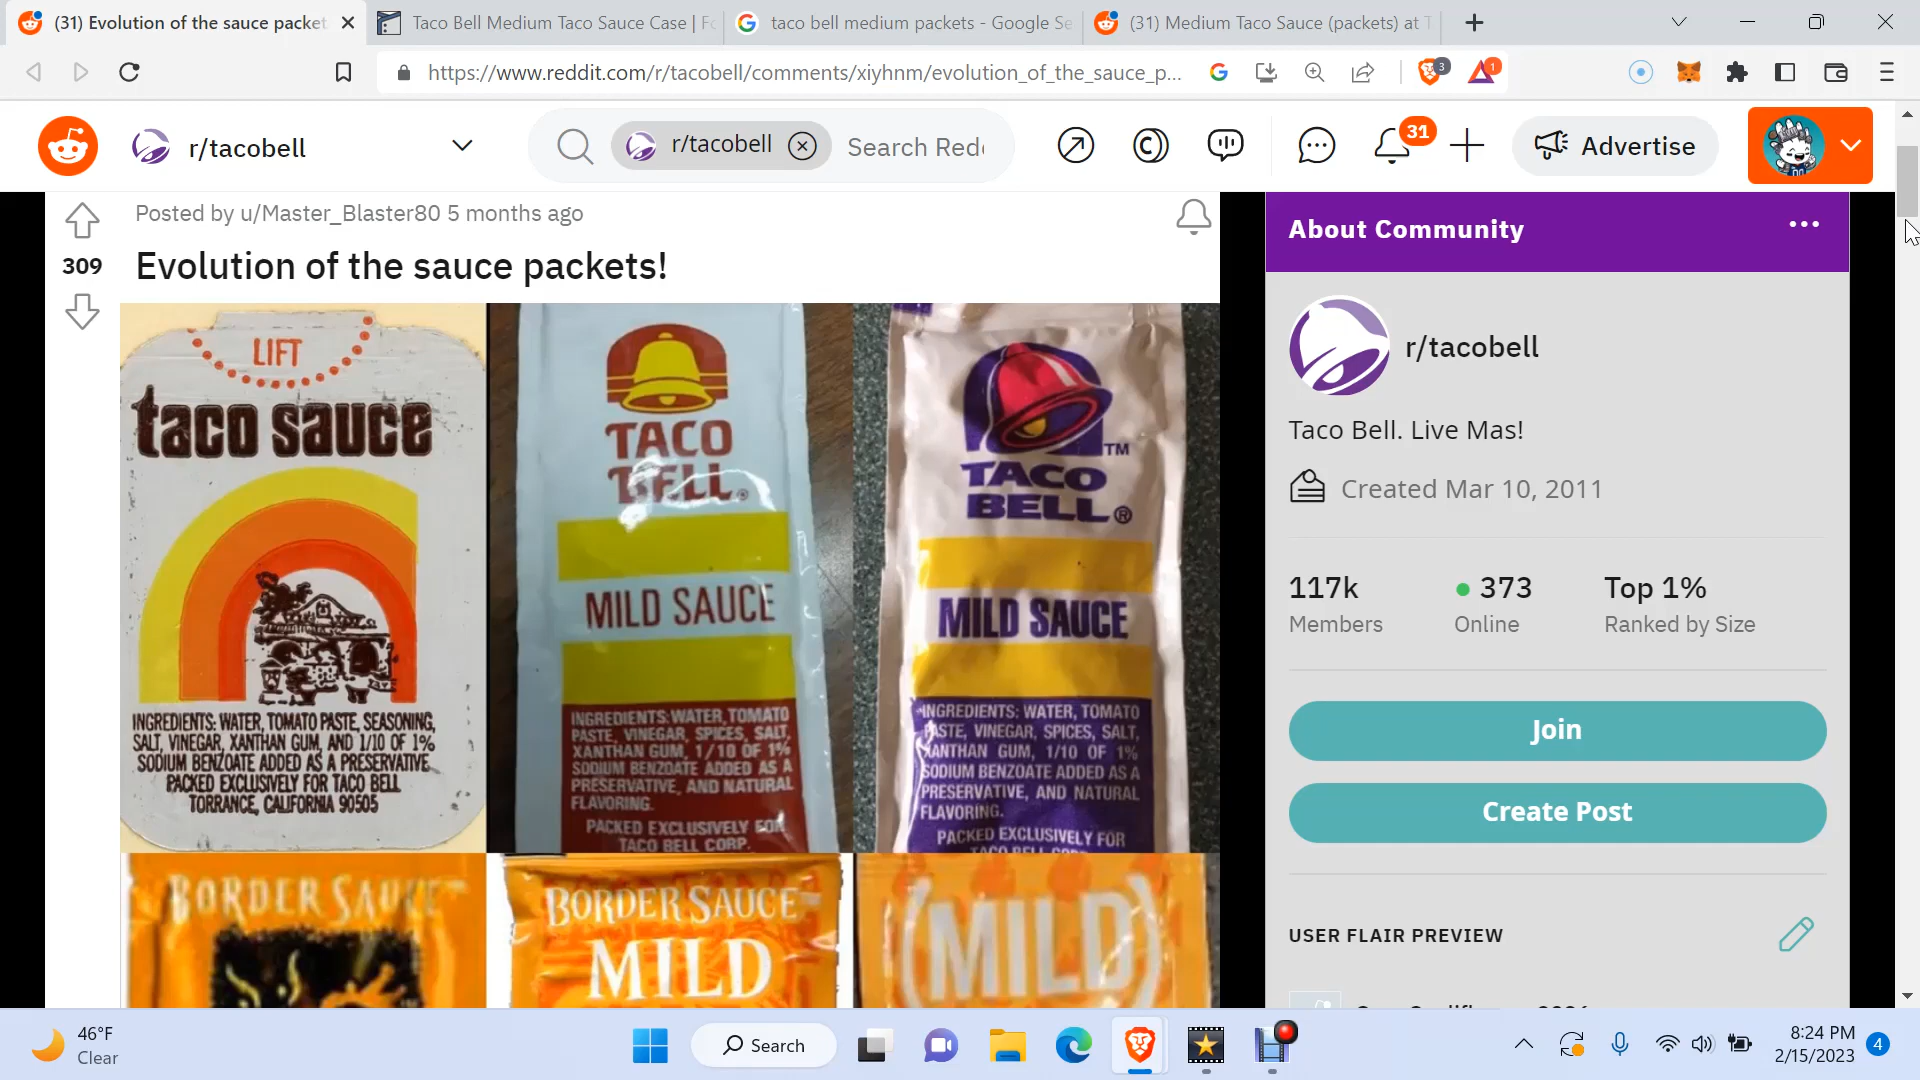 (31) Evolution of the sauce packet
Taco Bell Medium Taco Sauce Case | Fo
taco bell medium packets - Google Se
(31) Medium Taco Sauce (packets) at T
https://www.reddit.com/r/tacobell/comments/xiyhnm/evolution_of_the_sauce_p...
3
1
r/tacobell
r/tacobell
Search Red
31
Advertise
Posted by u/Master_Blaster80 5 months ago
309
Evolution of the sauce packets!
LIFT
taco sauce
INGREDIENTS: WATER, TOMATO PASTE, SEASONING,
SALT, VINEGAR, XANTHAN GUM, AND 1/10 OF 1%
SODIUM BENZOATE ADDED AS A PRESERVATIVE
PACKED EXCLUSIVELY FOR TACO BELL
TORRANCE, CALIFORNIA 90505
TACO
BELL®
MILD SAUCE
INGREDIENTS: WATER, TOMATO
PASTE, VINEGAR, SPICES, SALT,
XANTHAN GUM, 1/10 OF 1%
SODIUM BENZOATE ADDED AS A
PRESERVATIVE, AND NATURAL
FLAVORING.
PACKED EXCLUSIVELY FOR
TACO BELL CORP.
TM
TACO
BELL®
MILD SAUCE
INGREDIENTS: WATER, TOMATO
PASTE, VINEGAR, SPICES, SALT,
XANTHAN GUM, 1/10 OF 1%
SODIUM BENZOATE ADDED AS A
PRESERVATIVE, AND NATURAL
FLAVORING.
PACKED EXCLUSIVELY FOR
TACO BELL CORP.
BORDER SAUCE
BORDER SAUCE
MILD
(MILD)
About Community
r/tacobell
Taco Bell. Live Mas!
Created Mar 10, 2011
117k
Members
373
Online
Top 1%
Ranked by Size
Join
Create Post
USER FLAIR PREVIEW
46°F
Clear
Search
8:24 PM
2/15/2023
4